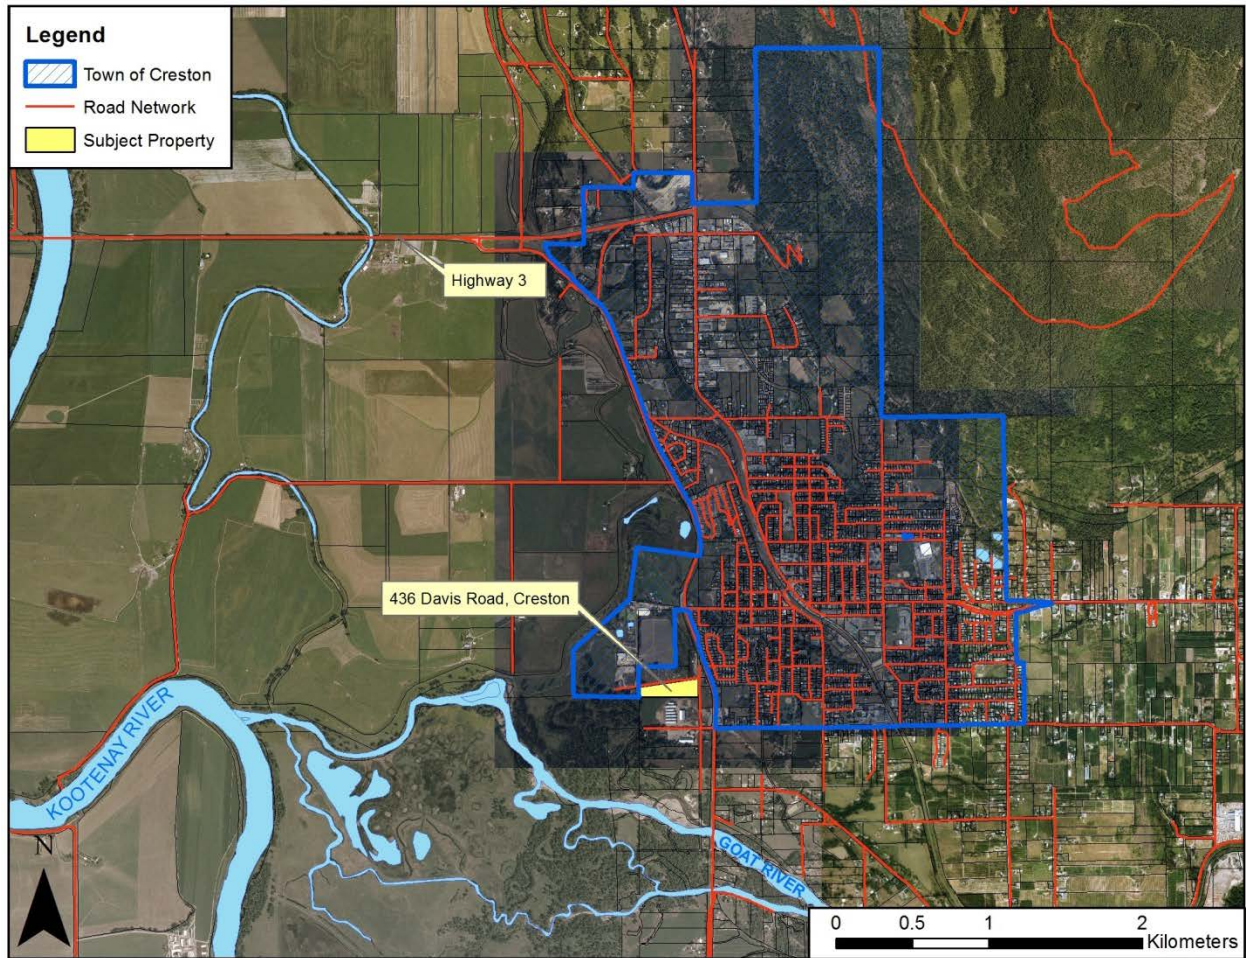 Legend
Town of Creston
Road Network
Subject Property
Highway 3
436 Davis Road, Creston
KOOTENAY RIVER
GOAT RIVER
N
0 0.5 1 2
Kilometers